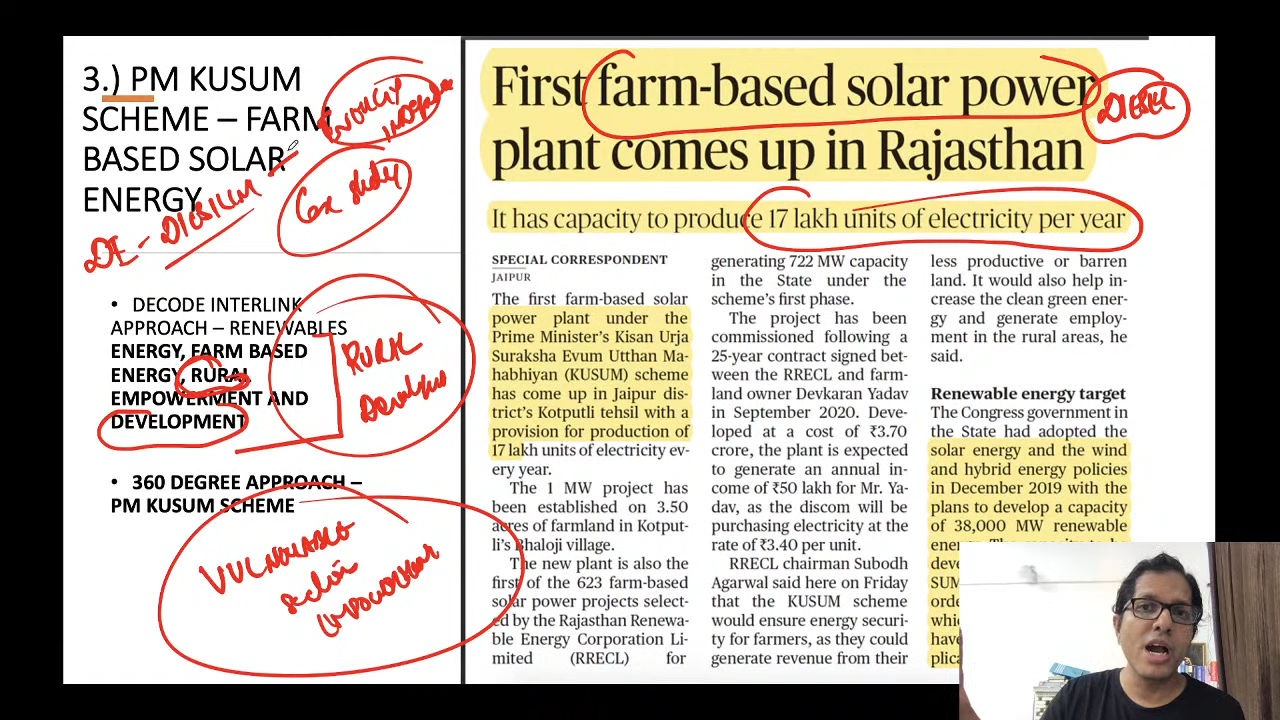 3.) PM KUSUM
SCHEME – FARM
BASED SOLAR
ENERGY
ENERGY
Case study
DE - DIESILIM
• DECODE INTERLINK
APPROACH – RENEWABLES
ENERGY, FARM BASED
ENERGY, RURAL
EMPOWERMENT AND
DEVELOPMENT
RURAL
• 360 DEGREE APPROACH –
PM KUSUM SCHEME
VULNERABLE
First farm-based solar power
plant comes up in Rajasthan
DIESEL
It has capacity to produce 17 lakh units of electricity per year
SPECIAL CORRESPONDENT
JAIPUR
The first farm-based solar
power plant under the
Prime Minister's Kisan Urja
Suraksha Evum Utthan Ma-
habhiyan (KUSUM) scheme
has come up in Jaipur dis-
trict's Kotputli tehsil with a
provision for production of
17 lakh units of electricity ev-
ery year.
The 1 MW project has
been established on 3.50
acres of farmland in Kotput-
li's Bhaloji village.
The new plant is also the
first of the 623 farm-based
solar power projects select-
ed by the Rajasthan Renewa-
ble Energy Corporation Li-
mited (RRECL) for
generating 722 MW capacity
in the State under the
scheme's first phase.
The project has been
commissioned following a
25-year contract signed bet-
ween the RRECL and farm-
land owner Devkaran Yadav
in September 2020. Deve-
loped at a cost of ₹3.70
crore, the plant is expected
to generate an annual in-
come of ₹50 lakh for Mr. Ya-
dav, as the discom will be
purchasing electricity at the
rate of ₹3.40 per unit.
RRECL chairman Subodh
Agarwal said here on Friday
that the KUSUM scheme
would ensure energy securi-
ty for farmers, as they could
generate revenue from their
less productive or barren
land. It would also help in-
crease the clean green ener-
gy and generate employ-
ment in the rural areas, he
said.
Renewable energy target
The Congress government in
the State had adopted the
solar energy and the wind
and hybrid energy policies
in December 2019 with the
plans to develop a capacity
of 38,000 MW renewable